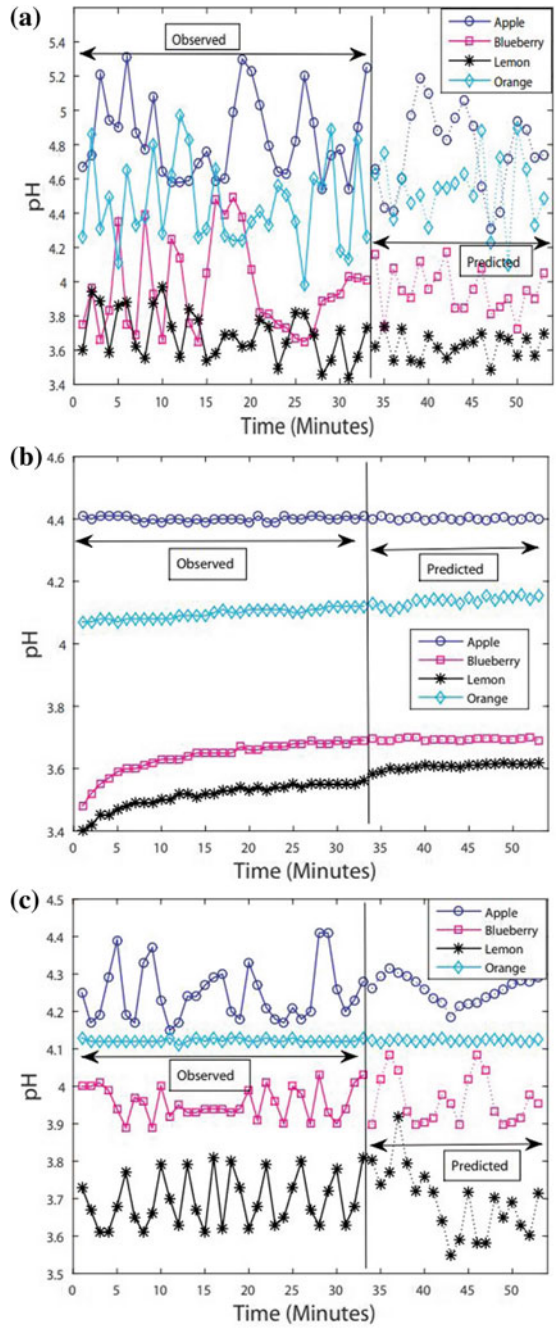 (a)
Observed
Apple
Blueberry
Lemon
Orange
5.4
5.2
5
4.8
4.6
4.4
4.2
4
3.8
3.6
3.4
pH
Predicted
0 5 10 15 20 25 30 35 40 45 50
Time (Minutes)
(b)
4.6
4.4
4.2
4
3.8
3.6
3.4
pH
Observed
Predicted
Apple
Blueberry
Lemon
Orange
0 5 10 15 20 25 30 35 40 45 50
Time (Minutes)
(c)
4.5
4.4
4.3
4.2
4.1
4
3.9
3.8
3.7
3.6
3.5
pH
Apple
Blueberry
Lemon
Orange
Observed
Predicted
0 5 10 15 20 25 30 35 40 45 50
Time (Minutes)